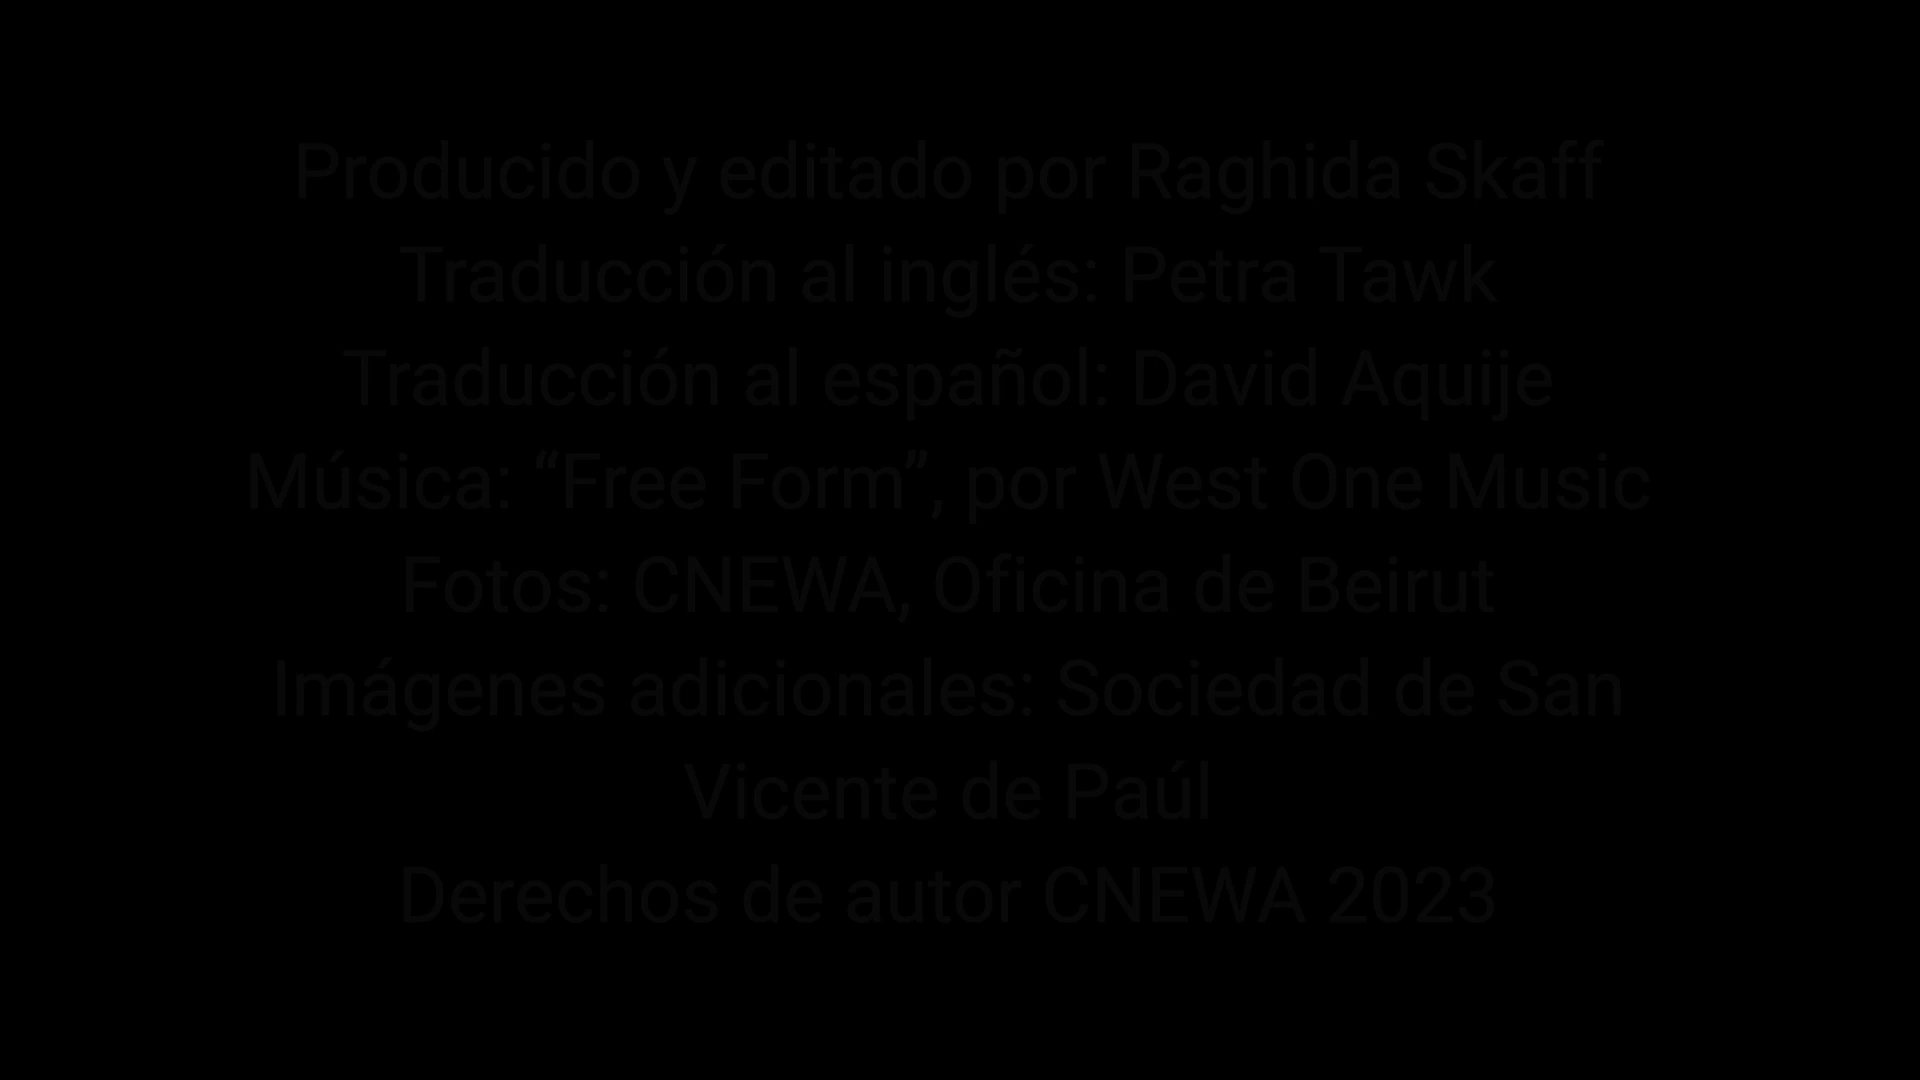 Producido y editado por Raghida Skaff
Traducción al inglés: Petra Tawk
Traducción al español: David Aquije
Música: “Free Form”, por West One Music
Fotos: CNEWA, Oficina de Beirut
Imágenes adicionales: Sociedad de San
Vicente de Paúl
Derechos de autor CNEWA 2023